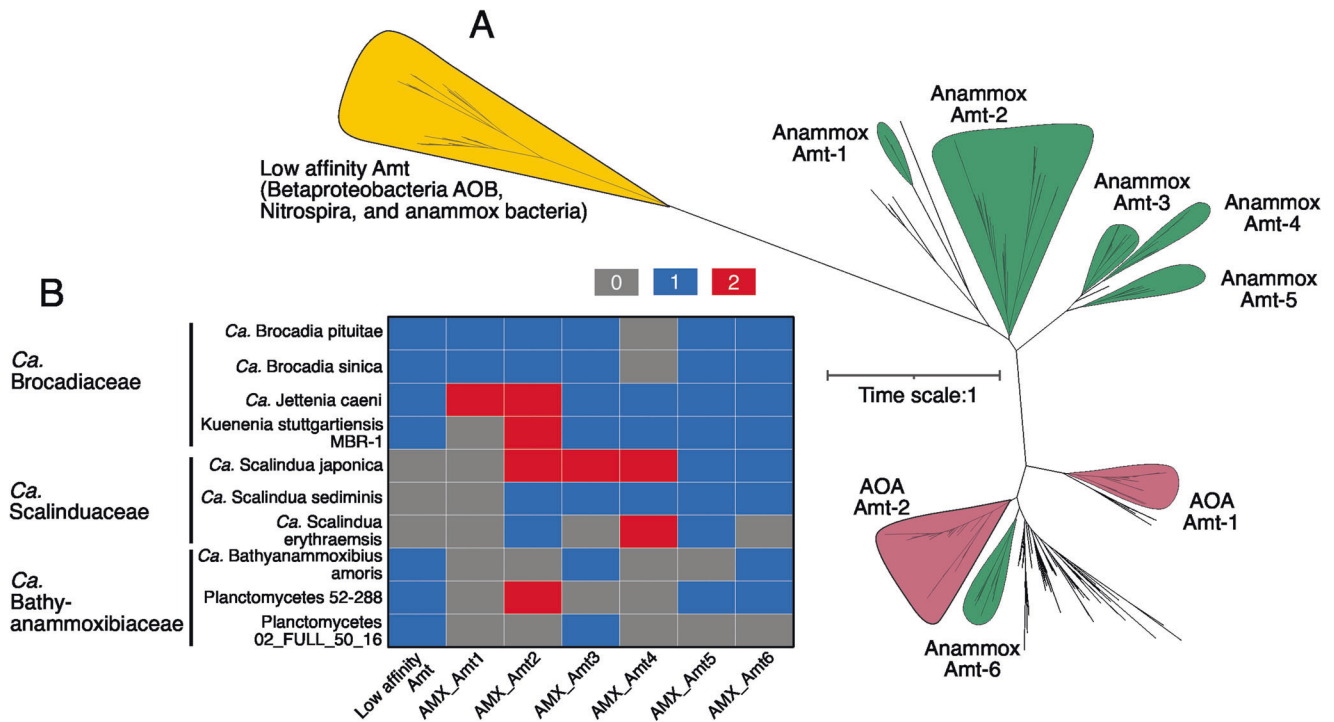 A
Low affinity Amt
(Betaproteobacteria AOB,
Nitrospira, and anammox bacteria)
Anammox
Amt-1
Anammox
Amt-2
Anammox
Amt-3
Anammox
Amt-4
Anammox
Amt-5
Time scale:1
AOA
Amt-1
AOA
Amt-2
Anammox
Amt-6
B
0
1
2
Ca.
Brocadiaceae
Ca. Brocadia pituitae
Ca. Brocadia sinica
Ca. Jettenia caeni
Kuenenia stuttgartiensis
MBR-1
Ca.
Scalinduaceae
Ca. Scalindua japonica
Ca. Scalindua sediminis
Ca. Scalindua
erythraemsis
Ca.
Bathy-
anammoxibiaceae
Ca. Bathyanammoxibius
amoris
Planctomycetes 52-288
Planctomycetes
02_FULL_50_16
Low affinity
Amt
AMX_Amt1
AMX_Amt2
AMX_Amt3
AMX_Amt4
AMX_Amt5
AMX_Amt6